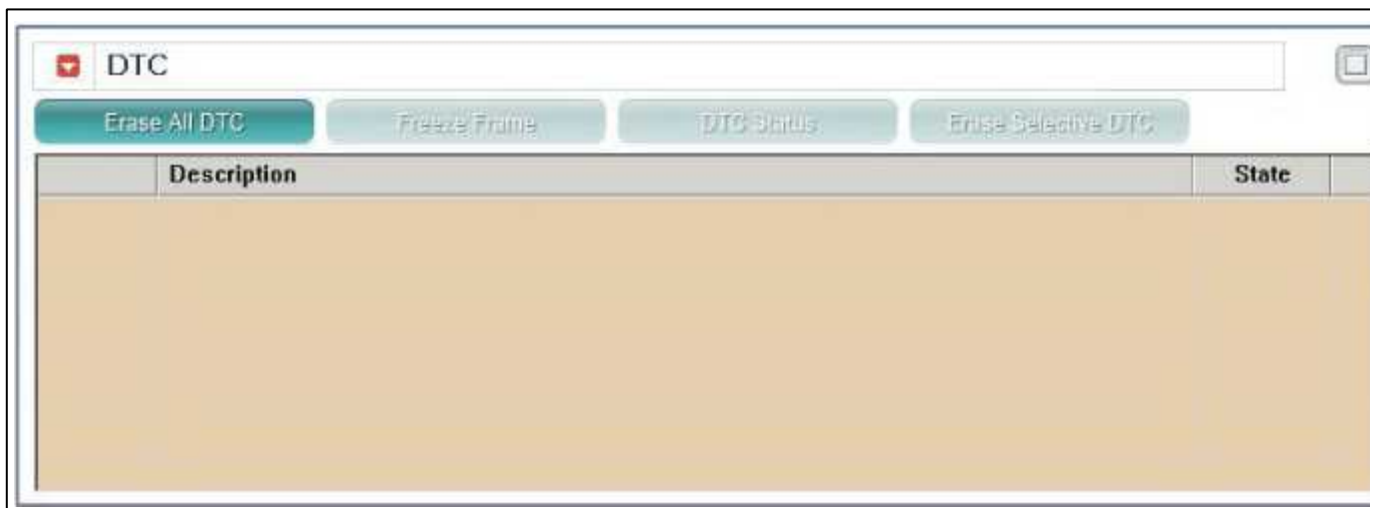 DTC
Erase All DTC Freeze Frame DTC Status Erase Selective DTC
Description State